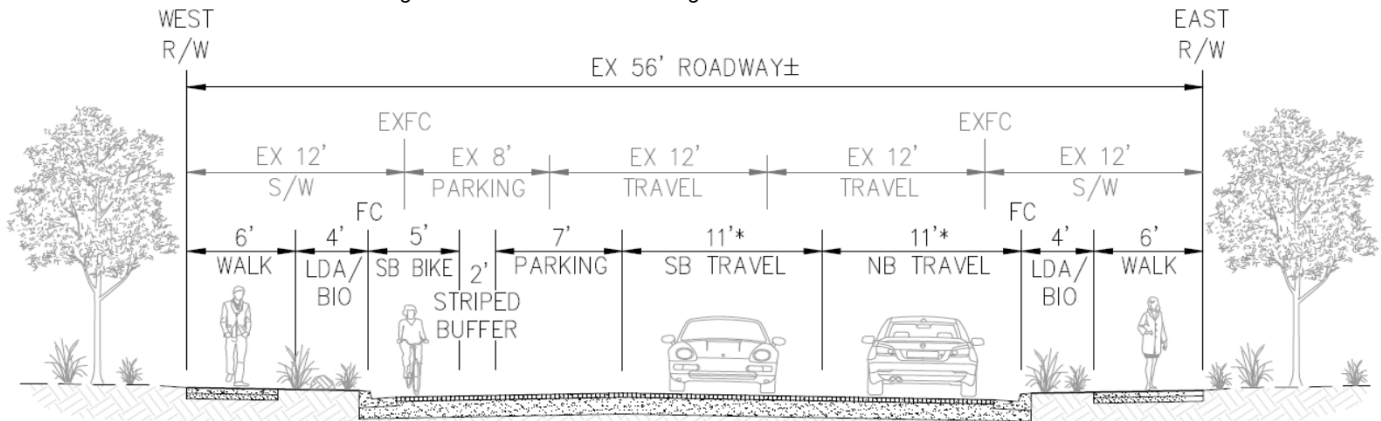 WEST
R/W
EAST
R/W
EX 56' ROADWAY±
EXFC
EXFC
EX 12'
S/W
EX 8'
PARKING
EX 12'
TRAVEL
EX 12'
TRAVEL
EX 12'
S/W
FC
FC
6'
WALK
4'
LDA/
BIO
5'
SB BIKE
2'
STRIPED
BUFFER
7'
PARKING
11'*
SB TRAVEL
11'*
NB TRAVEL
4'
LDA/
BIO
6'
WALK